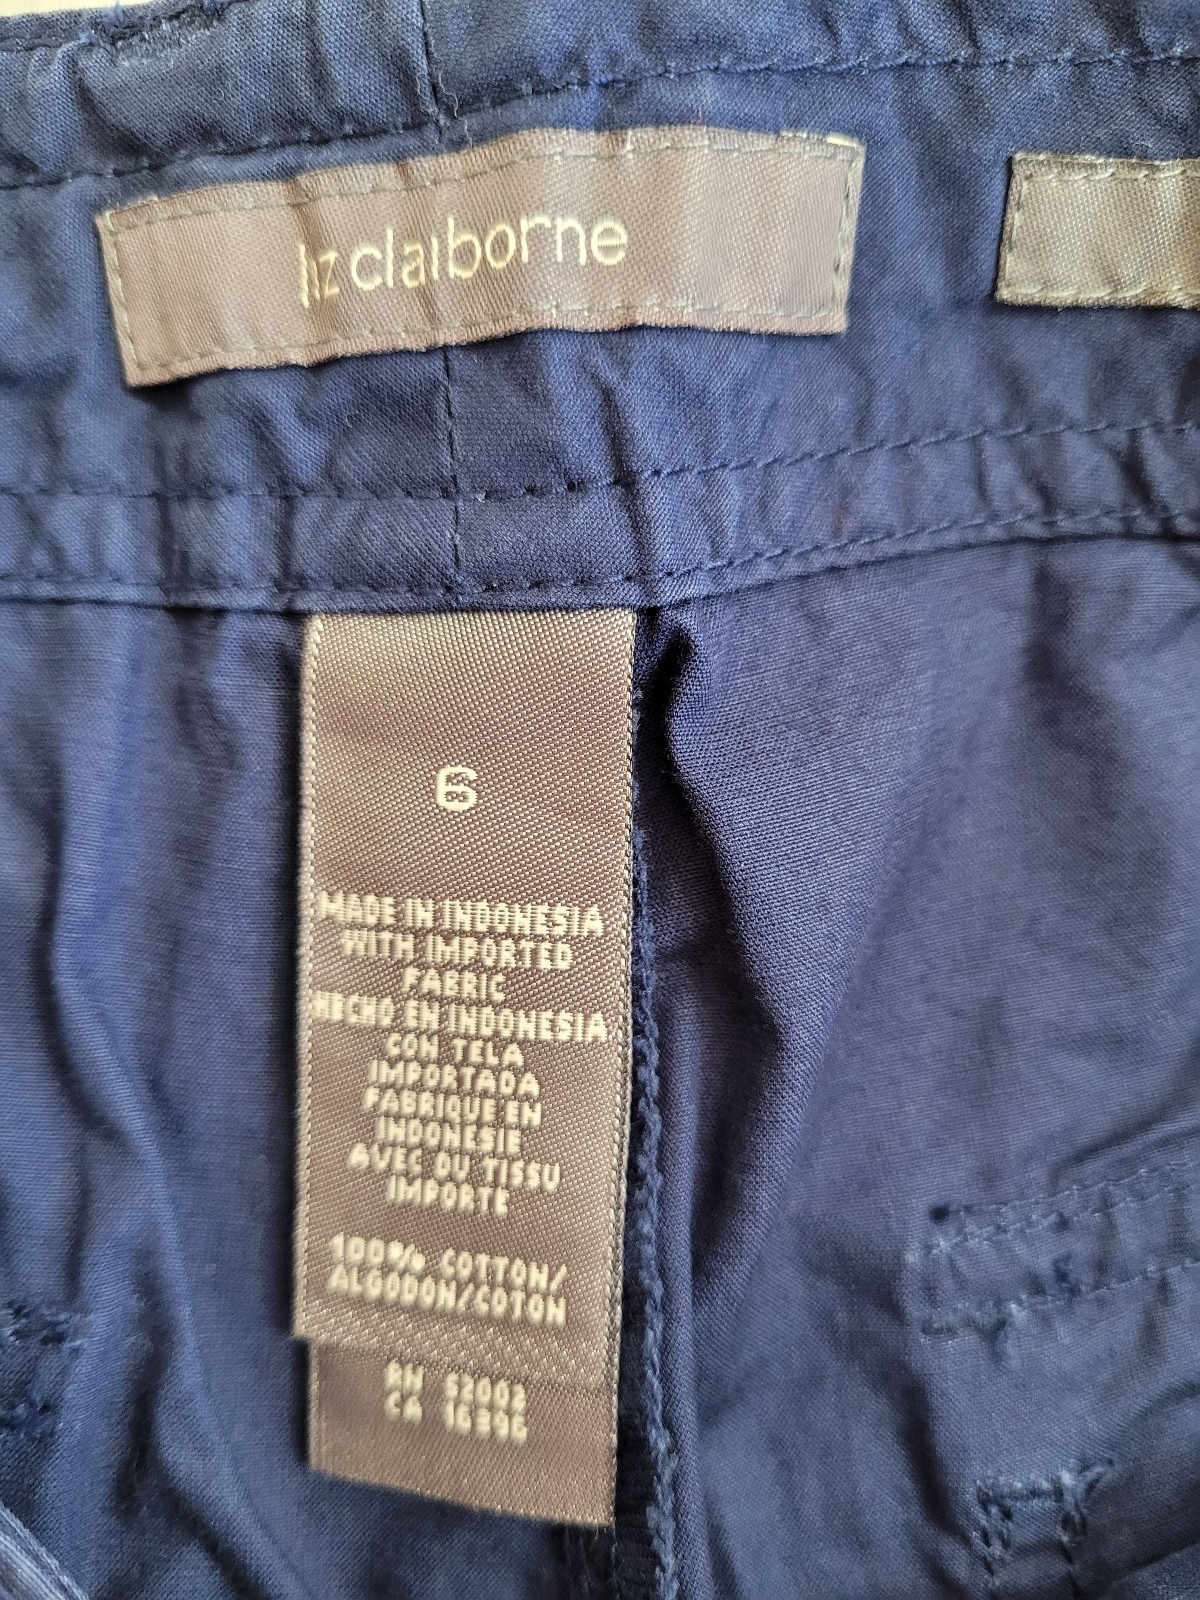 liz claiborne
6
MADE IN INDONESIA
WITH IMPORTED
FABRIC
HECHO EN INDONESIA
CON TELA
IMPORTADA
FABRIQUE EN
INDONESIE
AVEC DU TISSU
IMPORTE
100% COTTON/
ALGODON/COTON
RN 52002
CA